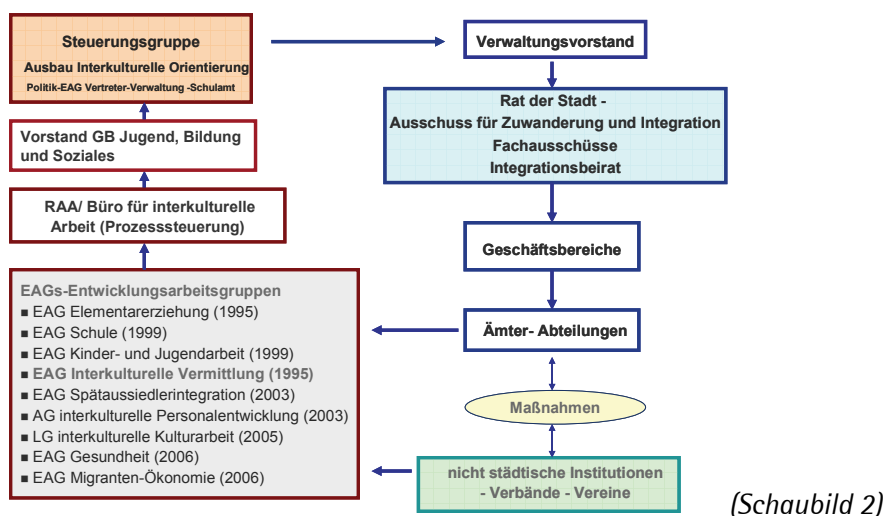 Steuerungsgruppe
Ausbau Interkulturelle Orientierung
Politik-EAG Vertreter-Verwaltung -Schulamt
Vorstand GB Jugend, Bildung
und Soziales
RAA/ Büro für interkulturelle
Arbeit (Prozesssteuerung)
EAGs-Entwicklungsarbeitsgruppen
■ EAG Elementarerziehung (1995)
■ EAG Schule (1999)
■ EAG Kinder- und Jugendarbeit (1999)
■ EAG Interkulturelle Vermittlung (1995)
■ EAG Spätaussiedlerintegration (2003)
■ AG interkulturelle Personalentwicklung (2003)
■ LG interkulturelle Kulturarbeit (2005)
■ EAG Gesundheit (2006)
■ EAG Migranten-Ökonomie (2006)
Verwaltungsvorstand
Rat der Stadt -
Ausschuss für Zuwanderung und Integration
Fachausschüsse
Integrationsbeirat
Geschäftsbereiche
Ämter- Abteilungen
Maßnahmen
nicht städtische Institutionen
- Verbände - Vereine
(Schaubild 2)